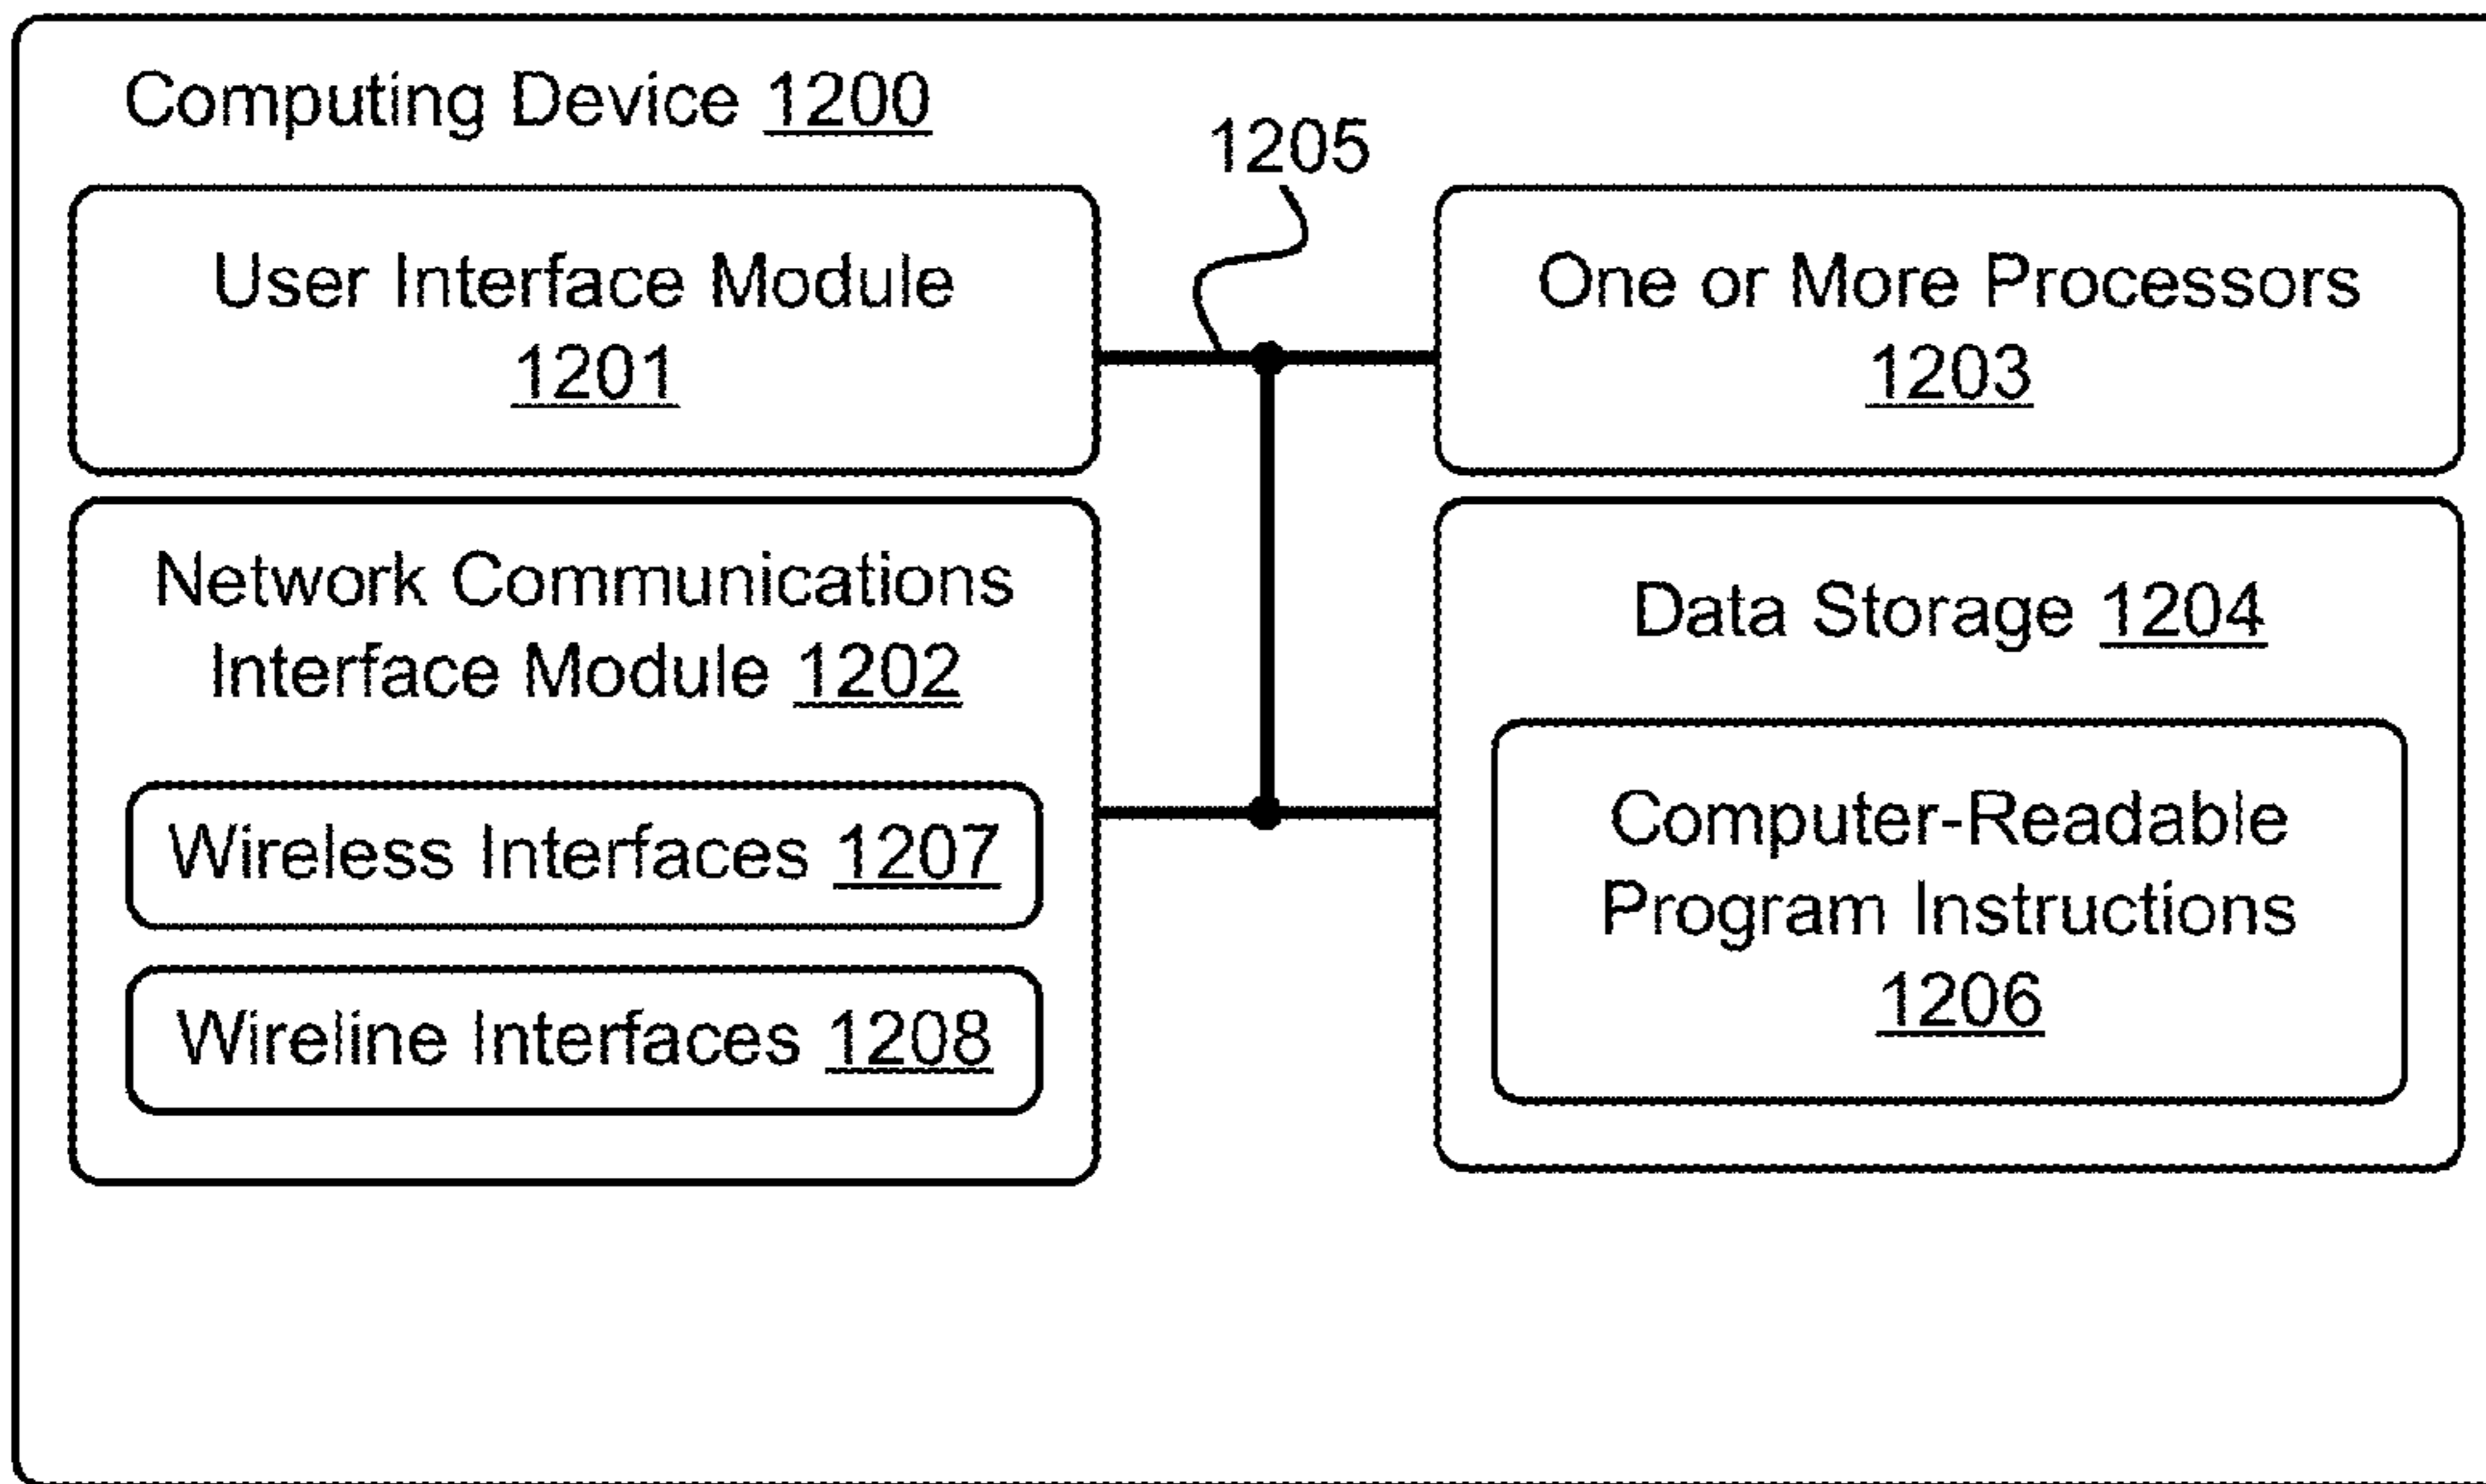 Computing Device 1200
1205
User Interface Module
1201
One or More Processors
1203
Network Communications
Interface Module 1202
Wireless Interfaces 1207
Wireline Interfaces 1208
Data Storage 1204
Computer-Readable
Program Instructions
1206